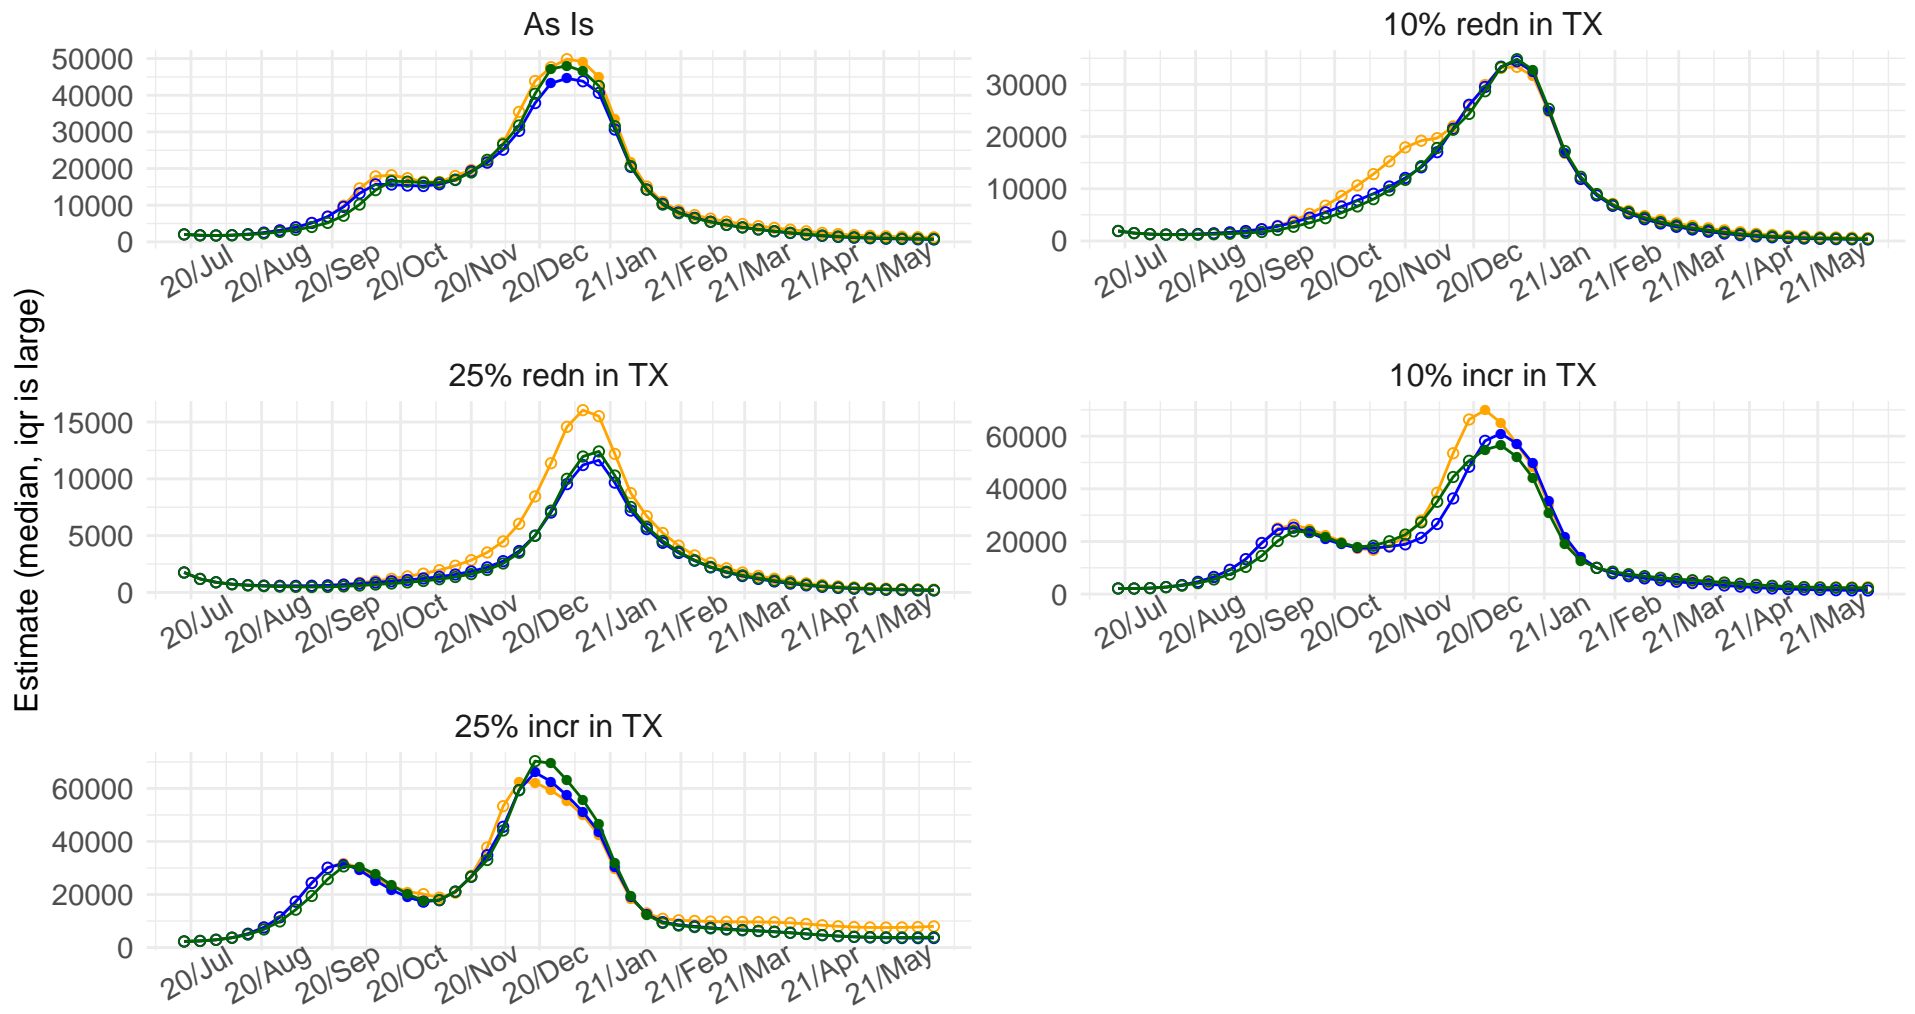 As Is
50000
40000
30000
20000
10000
0
20/Jul 20/Aug 20/Sep 20/Oct 20/Nov 20/Dec 21/Jan 21/Feb 21/Mar 21/Apr 21/May
10% redn in TX
30000
20000
10000
0
20/Jul 20/Aug 20/Sep 20/Oct 20/Nov 20/Dec 21/Jan 21/Feb 21/Mar 21/Apr 21/May
Estimate (median, iqr is large)
25% redn in TX
15000
10000
5000
0
20/Jul 20/Aug 20/Sep 20/Oct 20/Nov 20/Dec 21/Jan 21/Feb 21/Mar 21/Apr 21/May
10% incr in TX
60000
40000
20000
0
20/Jul 20/Aug 20/Sep 20/Oct 20/Nov 20/Dec 21/Jan 21/Feb 21/Mar 21/Apr 21/May
25% incr in TX
60000
40000
20000
0
20/Jul 20/Aug 20/Sep 20/Oct 20/Nov 20/Dec 21/Jan 21/Feb 21/Mar 21/Apr 21/May